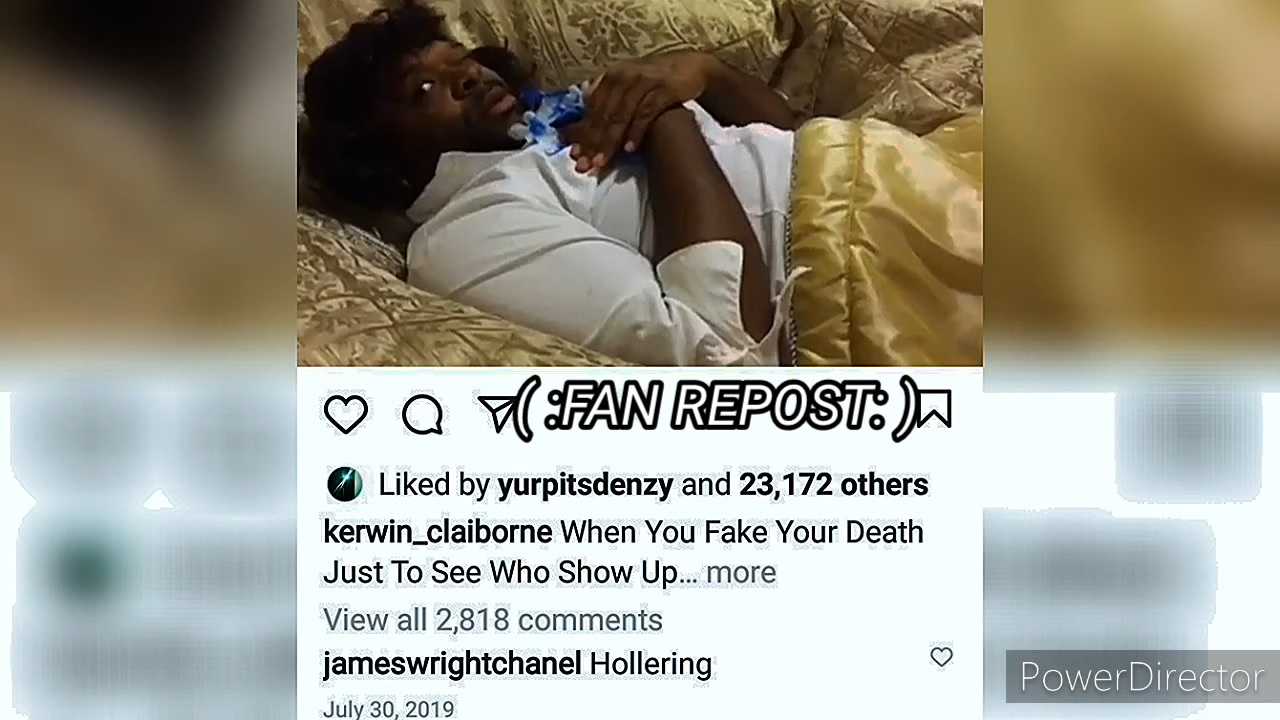 ( :FAN REPOST: )
Liked by yurpitsdenzy and 23,172 others
kerwin_claiborne When You Fake Your Death
Just To See Who Show Up... more
View all 2,818 comments
jameswrightchanel Hollering
July 30, 2019
PowerDirector